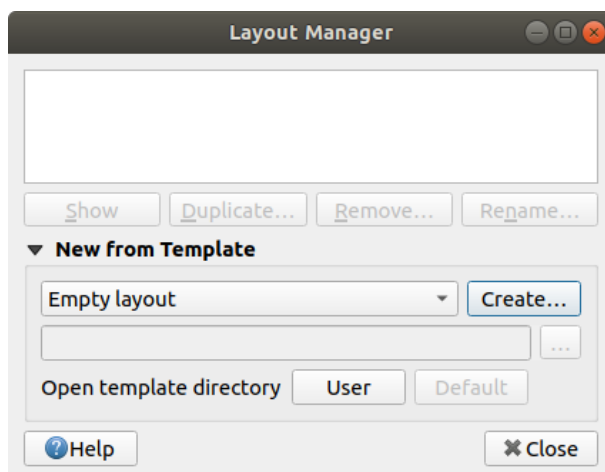 Layout Manager
Show Duplicate... Remove... Rename...
New from Template
Empty layout Create...
...
Open template directory User Default
Help Close